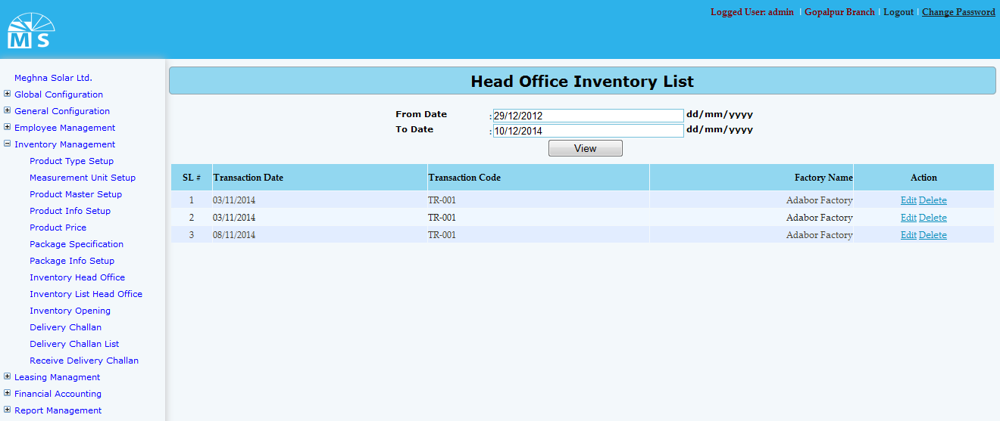 Logged User: admin | Gopalpur Branch | Logout | Change Password
M S
Meghna Solar Ltd.
Global Configuration
General Configuration
Employee Management
Inventory Management
Product Type Setup
Measurement Unit Setup
Product Master Setup
Product Info Setup
Product Price
Package Specification
Package Info Setup
Inventory Head Office
Inventory List Head Office
Inventory Opening
Delivery Challan
Delivery Challan List
Receive Delivery Challan
Leasing Managment
Financial Accounting
Report Management
Head Office Inventory List
From Date : 29/12/2012 dd/mm/yyyy
To Date : 10/12/2014 dd/mm/yyyy
View
SL # Transaction Date Transaction Code Factory Name Action
1 03/11/2014 TR-001 Adabor Factory Edit Delete
2 03/11/2014 TR-001 Adabor Factory Edit Delete
3 08/11/2014 TR-001 Adabor Factory Edit Delete